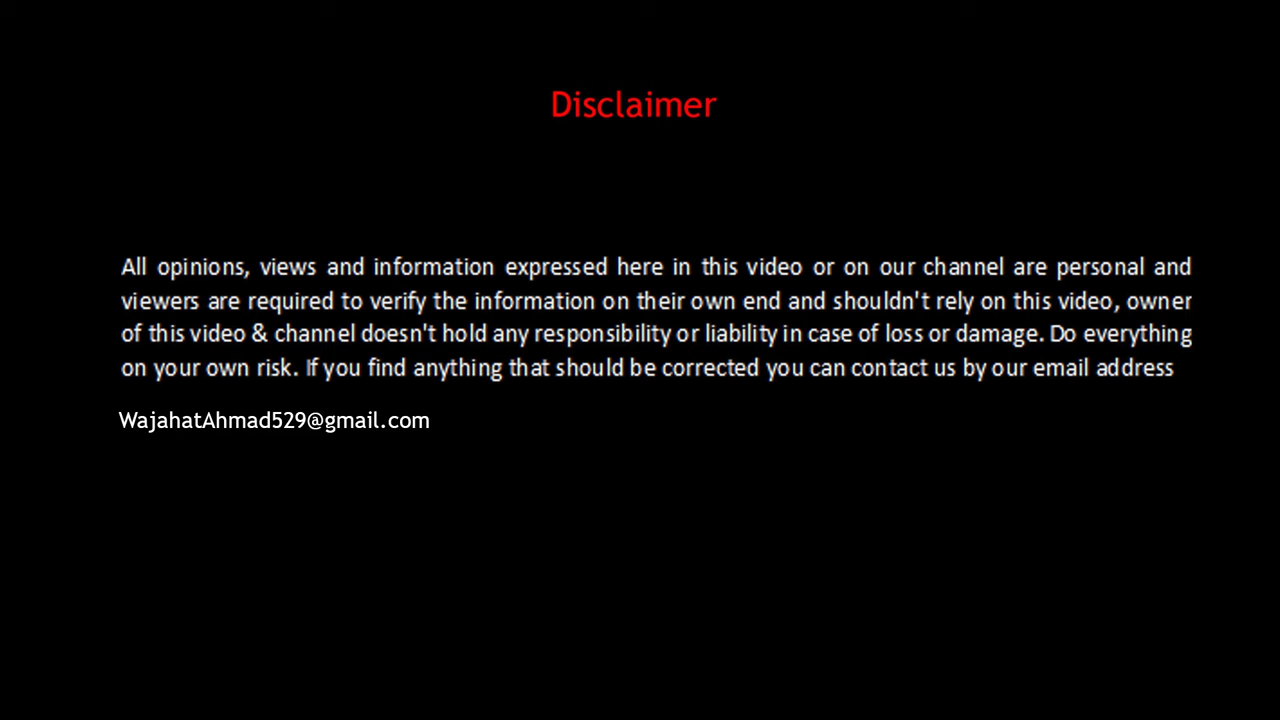 Disclaimer
All opinions, views and information expressed here in this video or on our channel are personal and
viewers are required to verify the information on their own end and shouldn't rely on this video, owner
of this video & channel doesn't hold any responsibility or liability in case of loss or damage. Do everything
on your own risk. If you find anything that should be corrected you can contact us by our email address
WajahatAhmad529@gmail.com